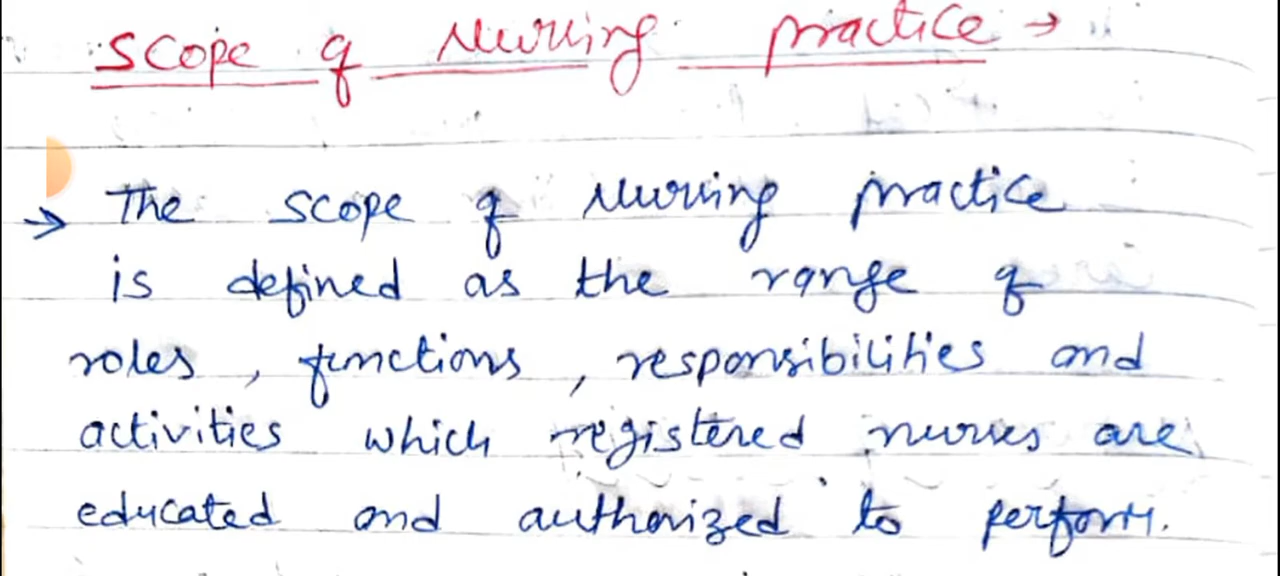 Scope of Nursing practice →
→ The scope of Nursing practice
is defined as the range of
roles, functions, responsibilities and
activities which registered nurses are
educated and authorized to perform.